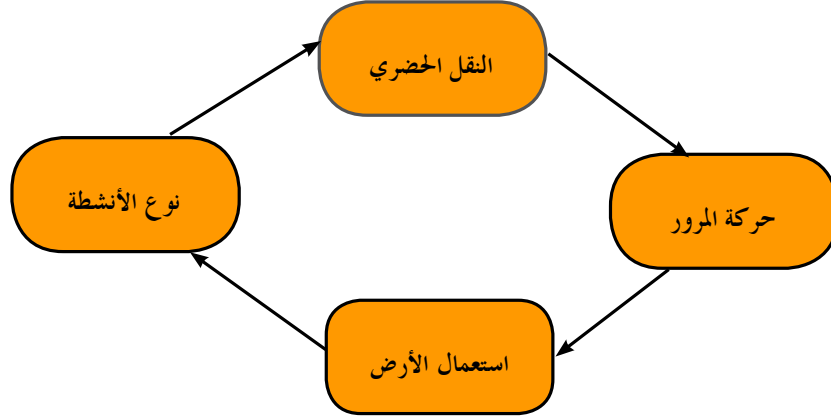 النقل الحضري
حركة المرور
استعمال الأرض
نوع الأنشطة